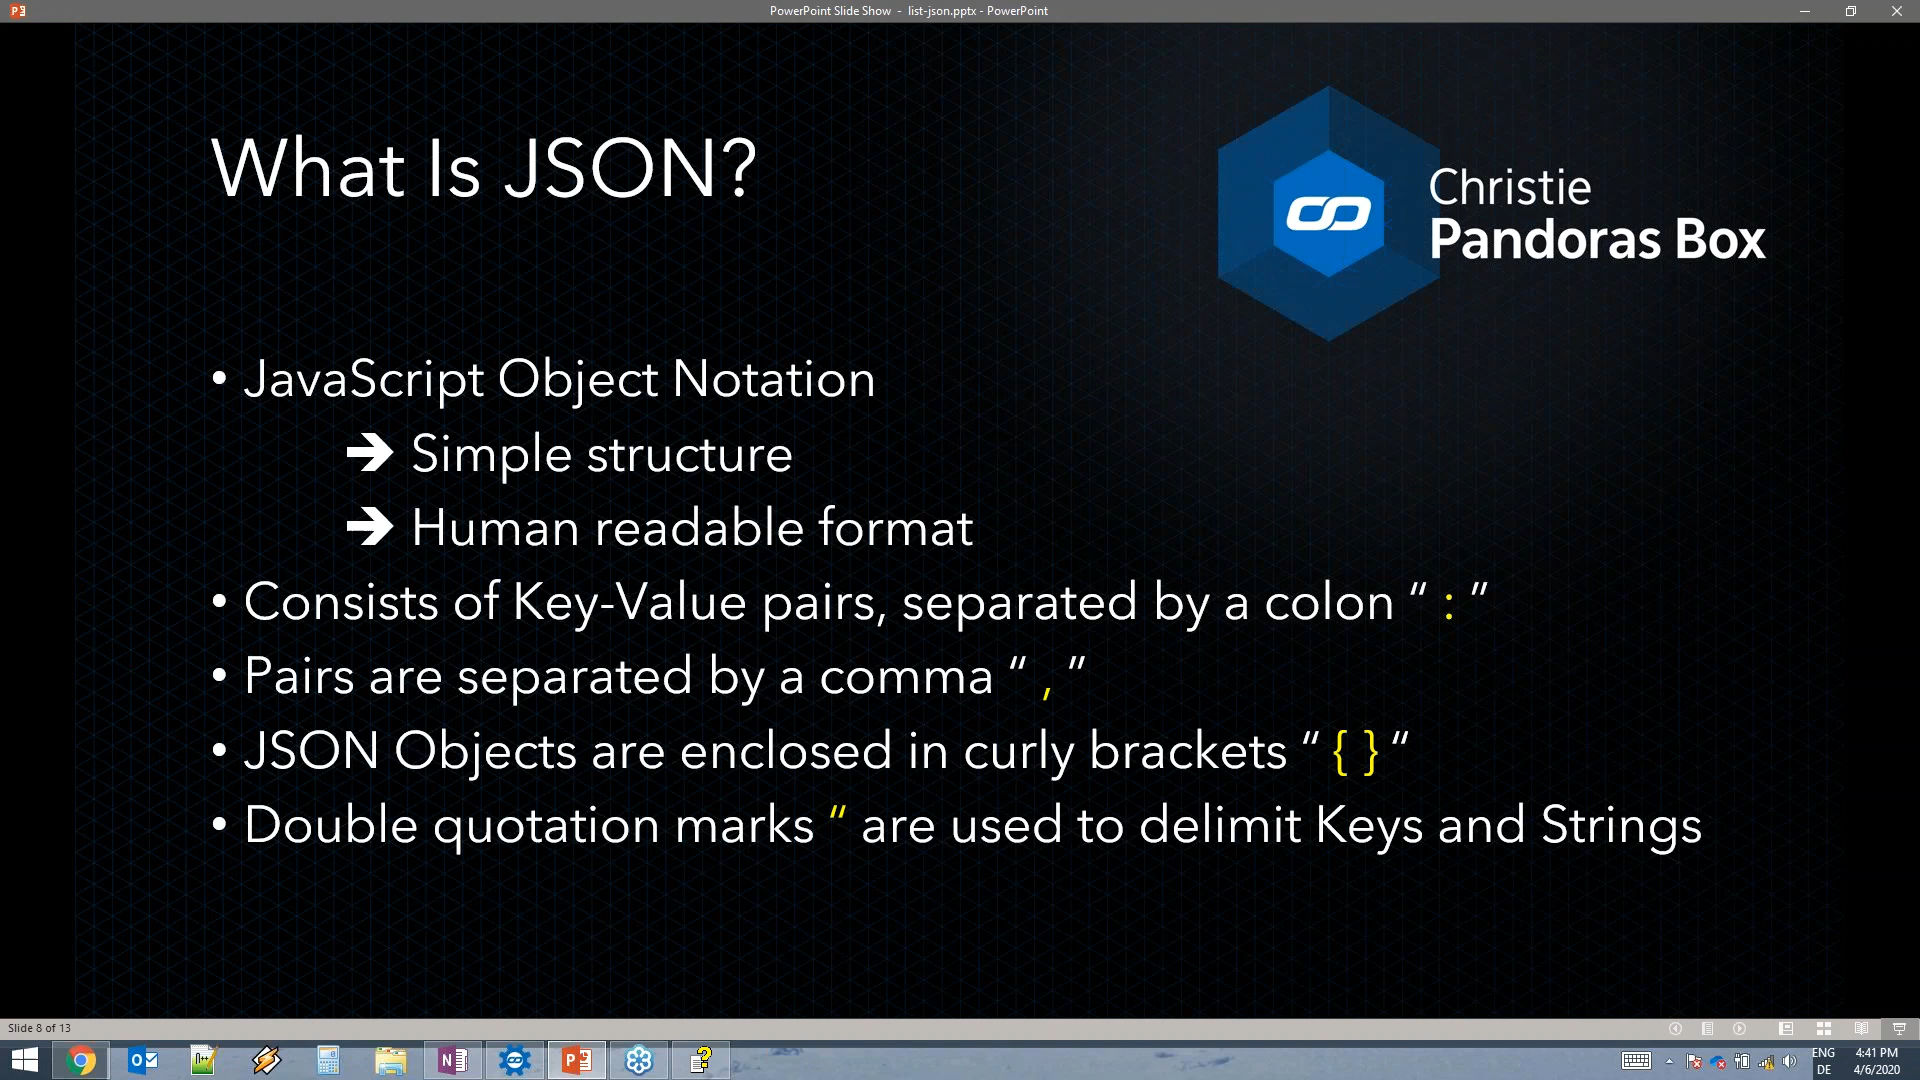 PowerPoint Slide Show - list-json.pptx - PowerPoint
What Is JSON?
Christie
Pandoras Box
• JavaScript Object Notation
➔ Simple structure
➔ Human readable format
• Consists of Key-Value pairs, separated by a colon “ : ”
• Pairs are separated by a comma “ , ”
• JSON Objects are enclosed in curly brackets “ { } “
• Double quotation marks “ are used to delimit Keys and Strings
Slide 8 of 13
ENG 4:41 PM
DE 4/6/2020